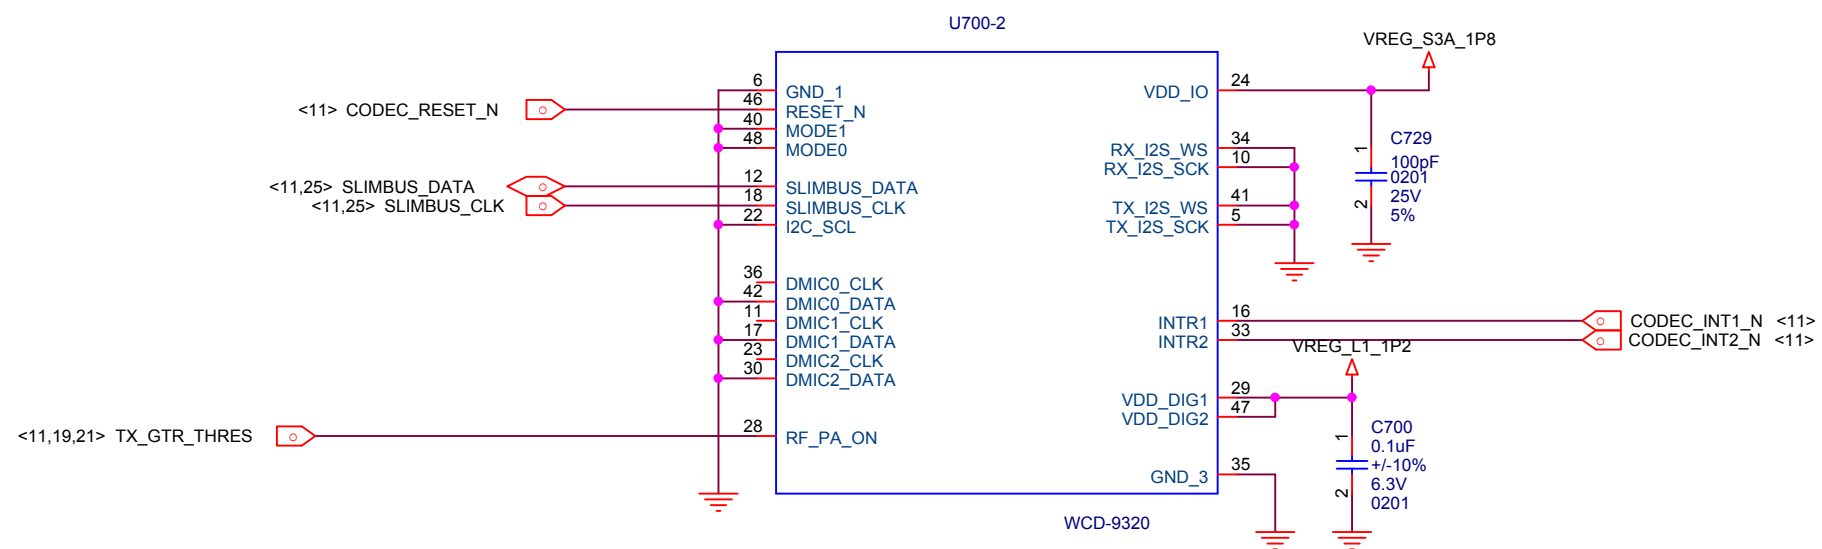 U700-2
VREG_S3A_1P8
6 GND_1
<11> CODEC_RESET_N 46 RESET_N
40 MODE1
48 MODE0
<11,25> SLIMBUS_DATA 12 SLIMBUS_DATA
<11,25> SLIMBUS_CLK 18 SLIMBUS_CLK
22 I2C_SCL
36 DMIC0_CLK
42 DMIC0_DATA
11 DMIC1_CLK
17 DMIC1_DATA
23 DMIC2_CLK
30 DMIC2_DATA
<11,19,21> TX_GTR_THRES 28 RF_PA_ON
VDD_IO 24
RX_I2S_WS 34
RX_I2S_SCK 10
TX_I2S_WS 41
TX_I2S_SCK 5
1
C729
100pF
0201
25V
5%
2
INTR1 16 CODEC_INT1_N <11>
INTR2 33 CODEC_INT2_N <11>
VREG_L1_1P2
VDD_DIG1 29
VDD_DIG2 47
1
C700
0.1uF
+/-10%
6.3V
0201
2
GND_3 35
WCD-9320